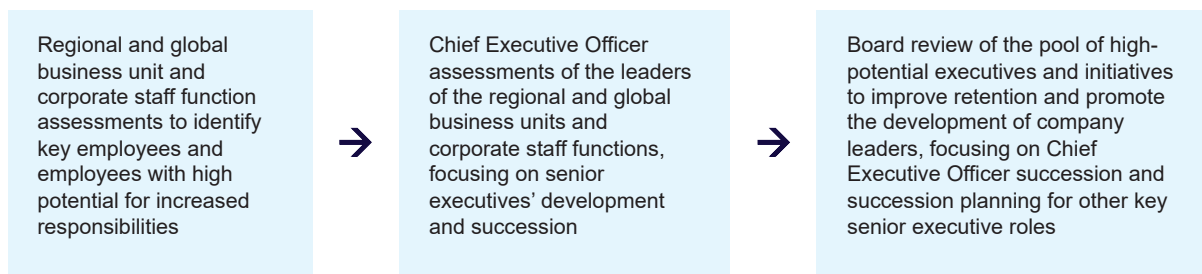 Regional and global
business unit and
corporate staff function
assessments to identify
key employees and
employees with high
potential for increased
responsibilities
Chief Executive Officer
assessments of the leaders
of the regional and global
business units and
corporate staff functions,
focusing on senior
executives’ development
and succession
Board review of the pool of high-
potential executives and initiatives
to improve retention and promote
the development of company
leaders, focusing on Chief
Executive Officer succession and
succession planning for other key
senior executive roles